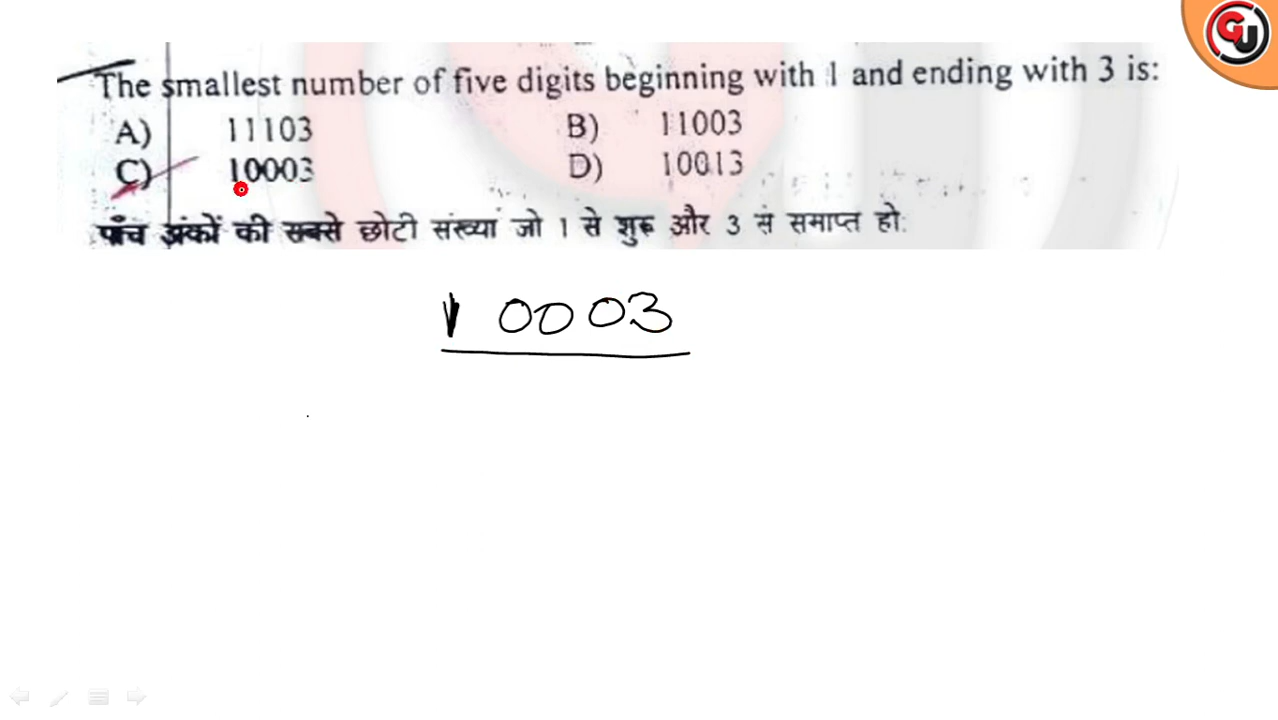 GU
The smallest number of five digits beginning with 1 and ending with 3 is:
A) 11103 B) 11003
C) 10003 D) 10013
पाँच अंकों की सबसे छोटी संख्या जो 1 से शुरू और 3 से समाप्त हो:
10003